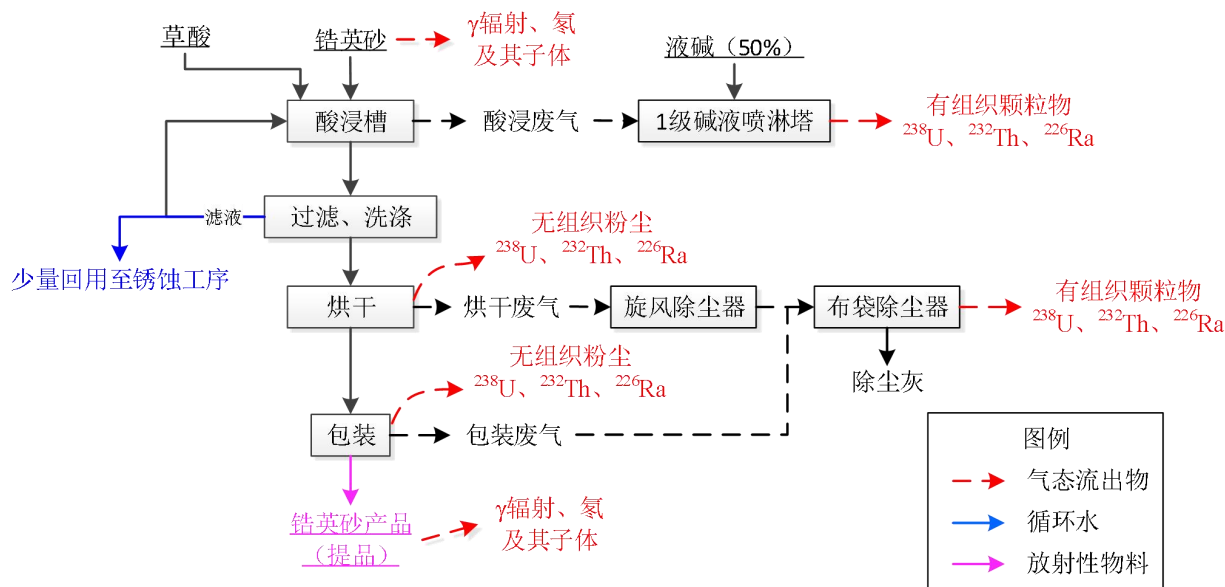 草酸
锆英砂
γ辐射、氡
及其子体
液碱（50%）
酸浸槽
酸浸废气
1级碱液喷淋塔
有组织颗粒物
²³⁸U、²³²Th、²²⁶Ra
滤液
过滤、洗涤
少量回用至锈蚀工序
无组织粉尘
²³⁸U、²³²Th、²²⁶Ra
烘干
烘干废气
旋风除尘器
布袋除尘器
有组织颗粒物
²³⁸U、²³²Th、²²⁶Ra
除尘灰
无组织粉尘
²³⁸U、²³²Th、²²⁶Ra
包装
包装废气
锆英砂产品
（提品）
γ辐射、氡
及其子体
图例
气态流出物
循环水
放射性物料